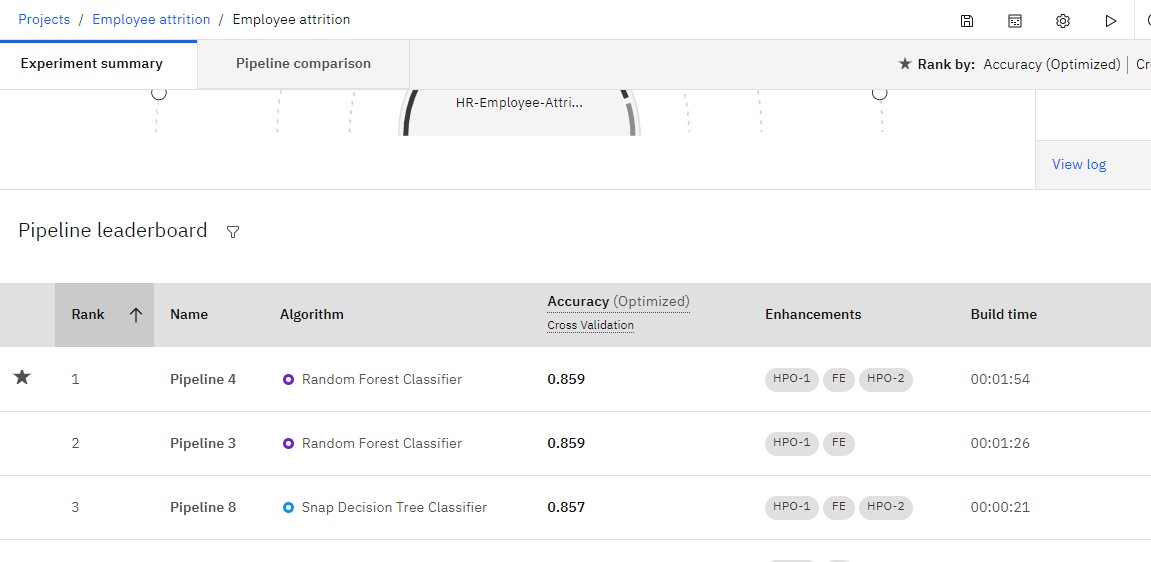 Projects / Employee attrition / Employee attrition
Experiment summary
Pipeline comparison
Rank by: Accuracy (Optimized) | Cr
HR-Employee-Attri...
View log
Pipeline leaderboard
Rank Name Algorithm Accuracy (Optimized) Enhancements Build time
Cross Validation
1 Pipeline 4 Random Forest Classifier 0.859 HPO-1 FE HPO-2 00:01:54
2 Pipeline 3 Random Forest Classifier 0.859 HPO-1 FE 00:01:26
3 Pipeline 8 Snap Decision Tree Classifier 0.857 HPO-1 FE HPO-2 00:00:21